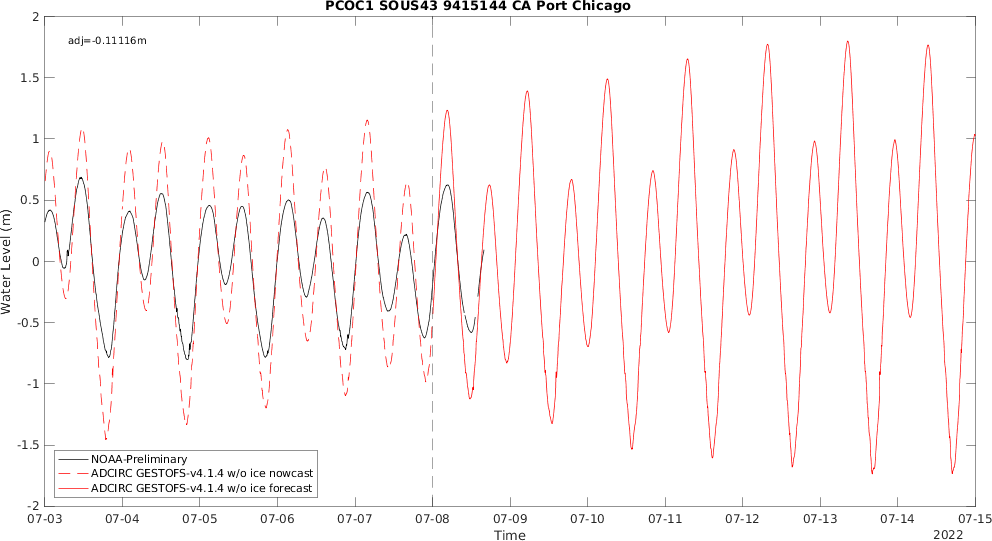 PCOC1 SOUS43 9415144 CA Port Chicago
adj=-0.11116m
2
1.5
1
0.5
0
-0.5
-1
-1.5
-2
Water Level (m)
NOAA-Preliminary
ADCIRC GESTOFS-v4.1.4 w/o ice nowcast
ADCIRC GESTOFS-v4.1.4 w/o ice forecast
07-03 07-04 07-05 07-06 07-07 07-08 07-09 07-10 07-11 07-12 07-13 07-14 07-15
Time
2022